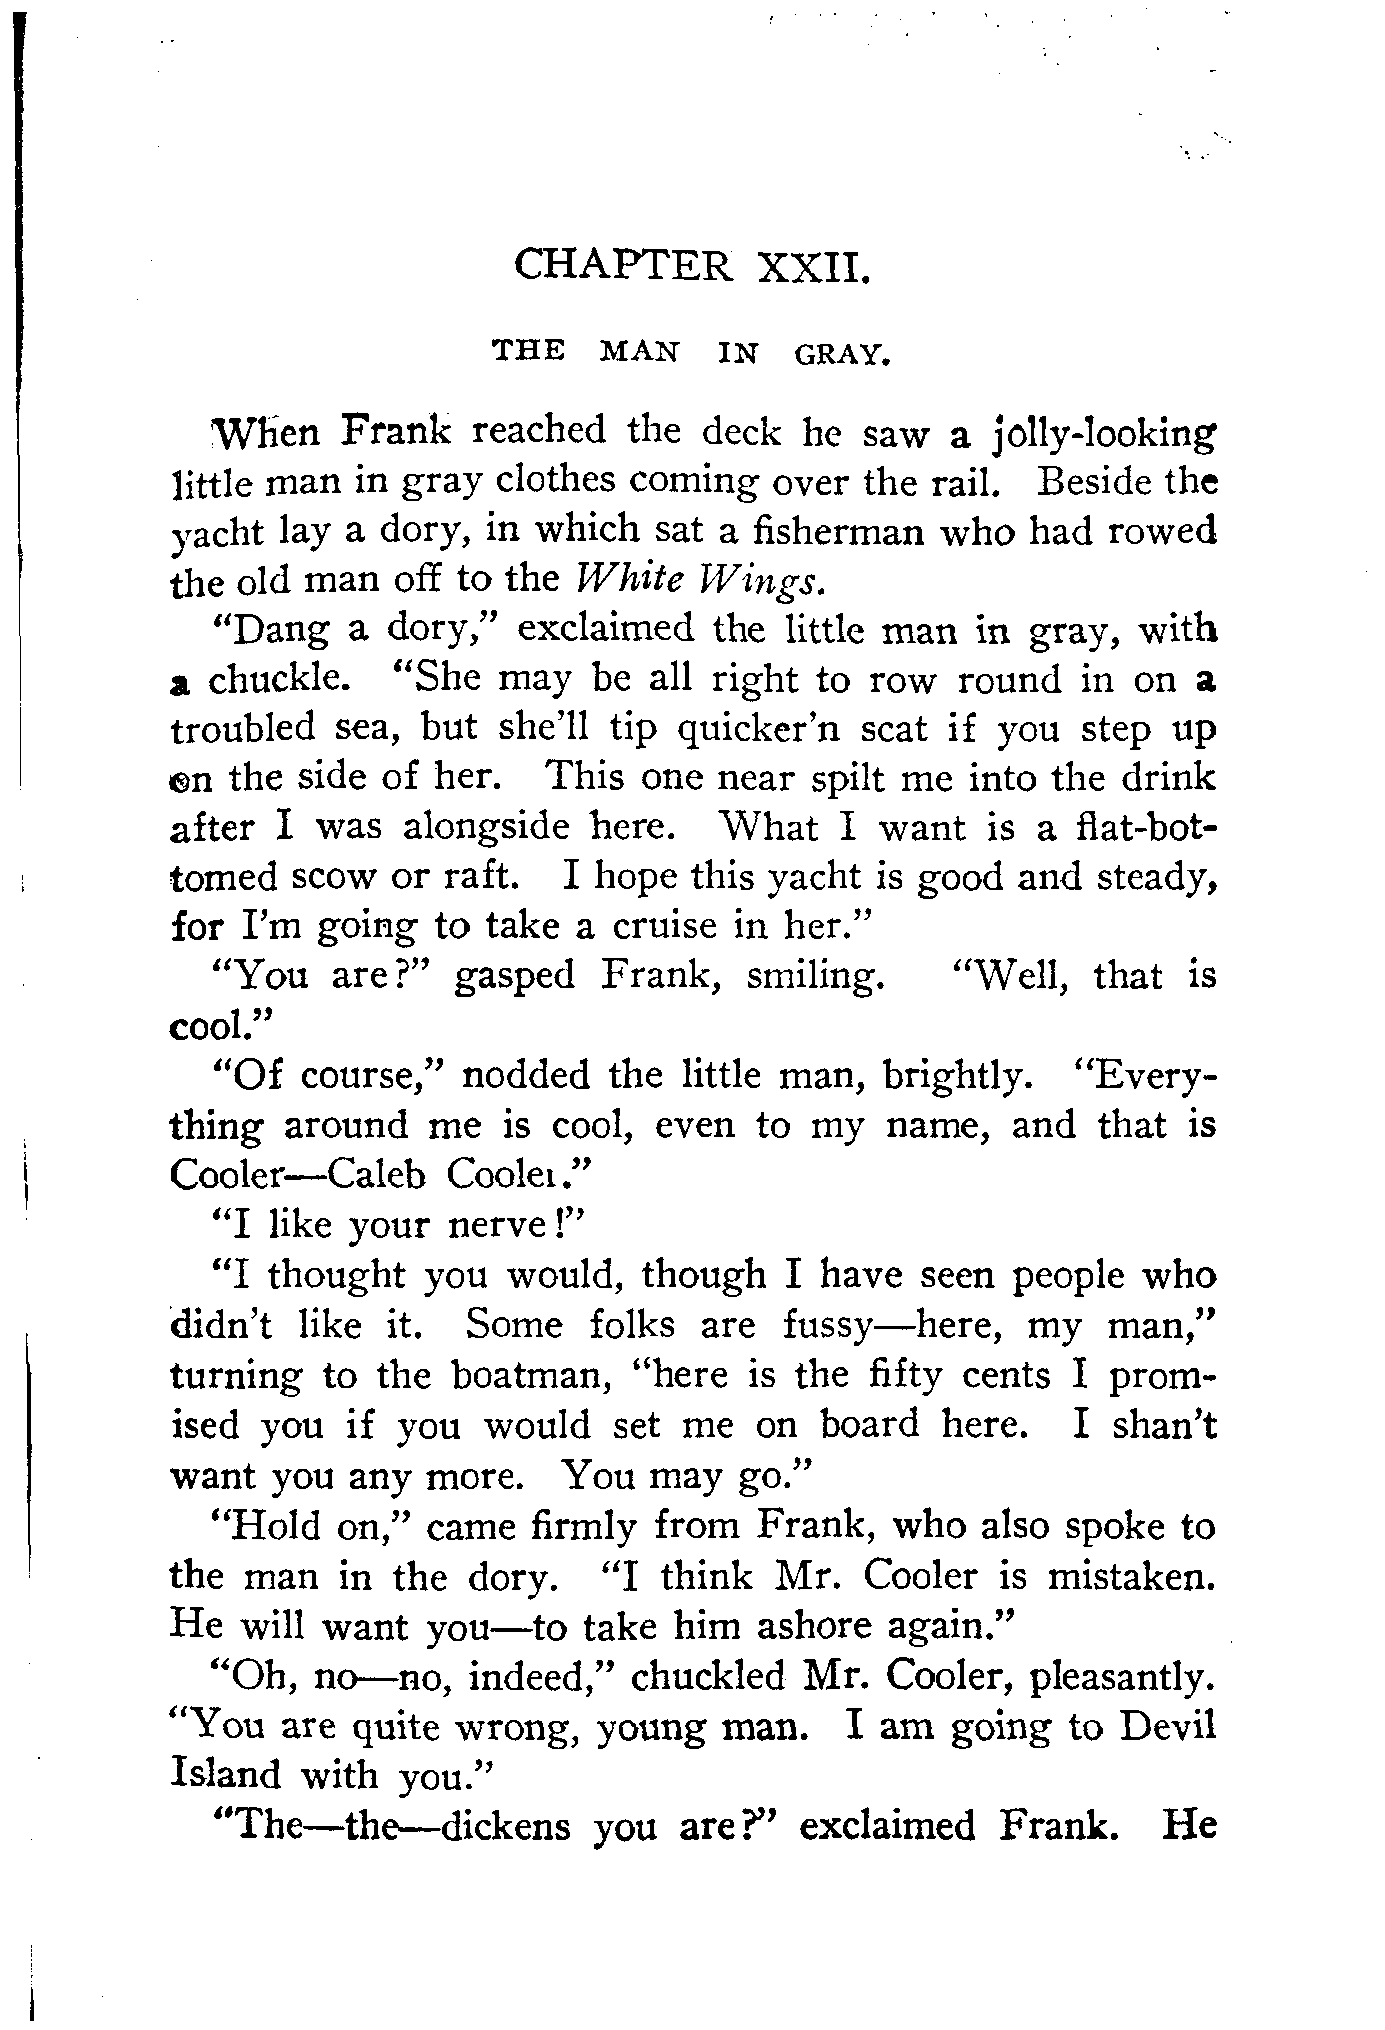 CHAPTER XXII.
THE MAN IN GRAY.
When Frank reached the deck he saw a jolly-looking
little man in gray clothes coming over the rail. Beside the
yacht lay a dory, in which sat a fisherman who had rowed
the old man off to the White Wings.
"Dang a dory," exclaimed the little man in gray, with
a chuckle. "She may be all right to row round in on a
troubled sea, but she'll tip quicker'n scat if you step up
on the side of her. This one near spilt me into the drink
after I was alongside here. What I want is a flat-bot-
tomed scow or raft. I hope this yacht is good and steady,
for I'm going to take a cruise in her."
"You are?" gasped Frank, smiling. "Well, that is
cool."
"Of course," nodded the little man, brightly. "Every-
thing around me is cool, even to my name, and that is
Cooler—Caleb Cooler."
"I like your nerve!"
"I thought you would, though I have seen people who
didn't like it. Some folks are fussy—here, my man,"
turning to the boatman, "here is the fifty cents I prom-
ised you if you would set me on board here. I shan't
want you any more. You may go."
"Hold on," came firmly from Frank, who also spoke to
the man in the dory. "I think Mr. Cooler is mistaken.
He will want you—to take him ashore again."
"Oh, no—no, indeed," chuckled Mr. Cooler, pleasantly.
"You are quite wrong, young man. I am going to Devil
Island with you."
"The—the—dickens you are?" exclaimed Frank. He